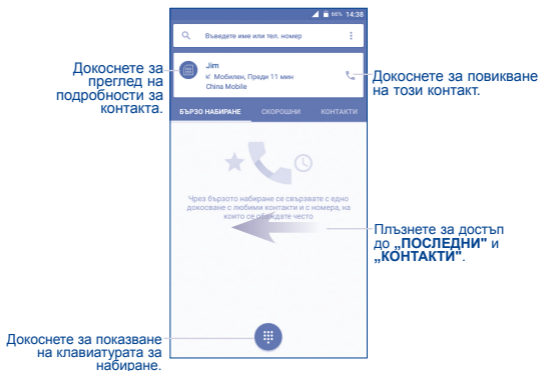 66% 14:38
Въведете име или тел. номер
Jim
Мобилен, Преди 11 мин
China Mobile
Докоснете за
преглед на
подробности за
контакта.
Докоснете за повикване
на този контакт.
БЪРЗО НАБИРАНЕ СКОРОШНИ КОНТАКТИ
Чрез бързото набиране се свързвате с едно
докосване с любими контакти и с номера, на
които се обаждате често
Плъзнете за достъп
до „ПОСЛЕДНИ" и
„КОНТАКТИ".
Докоснете за показване
на клавиатурата за
набиране.